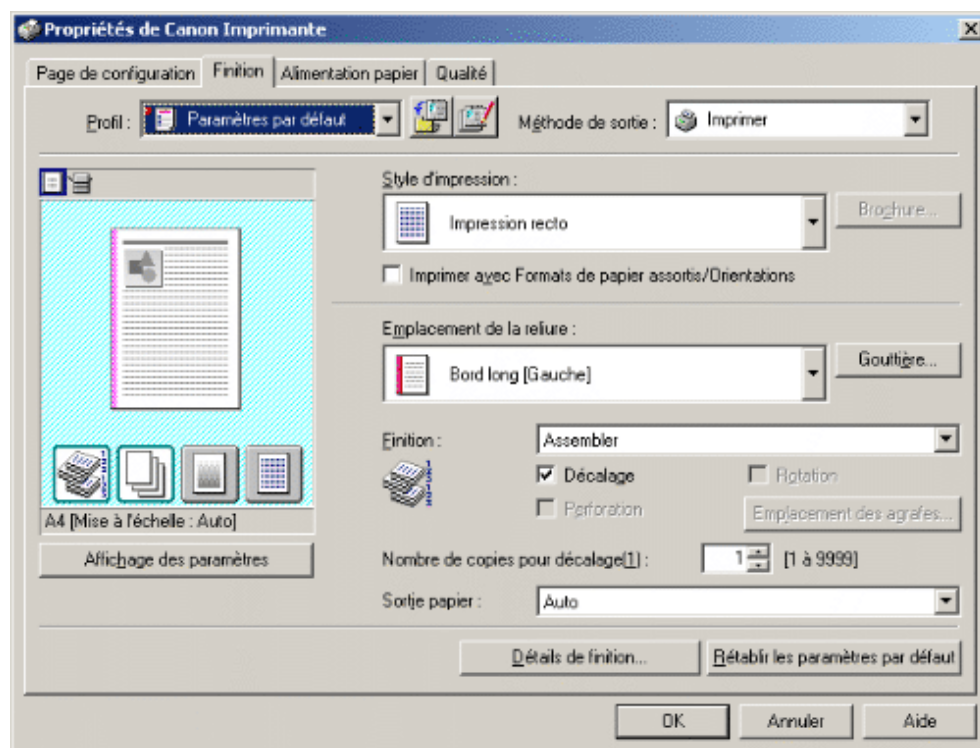 Propriétés de Canon Imprimante
Page de configuration Finition Alimentation papier Qualité
Profil : Paramètres par défaut Méthode de sortie : Imprimer
Style d'impression :
Impression recto Brochure...
Imprimer avec Formats de papier assortis/Orientations
Emplacement de la reliure :
Bord long [Gauche] Gouttière...
Finition : Assembler
Décalage Rotation
Perforation Emplacement des agrafes...
A4 [Mise à l'échelle : Auto]
Affichage des paramètres Nombre de copies pour décalage[1] : 1 [1 à 9999]
Sortje papier : Auto
Détails de finition... Rétablir les paramètres par défaut
OK Annuler Aide